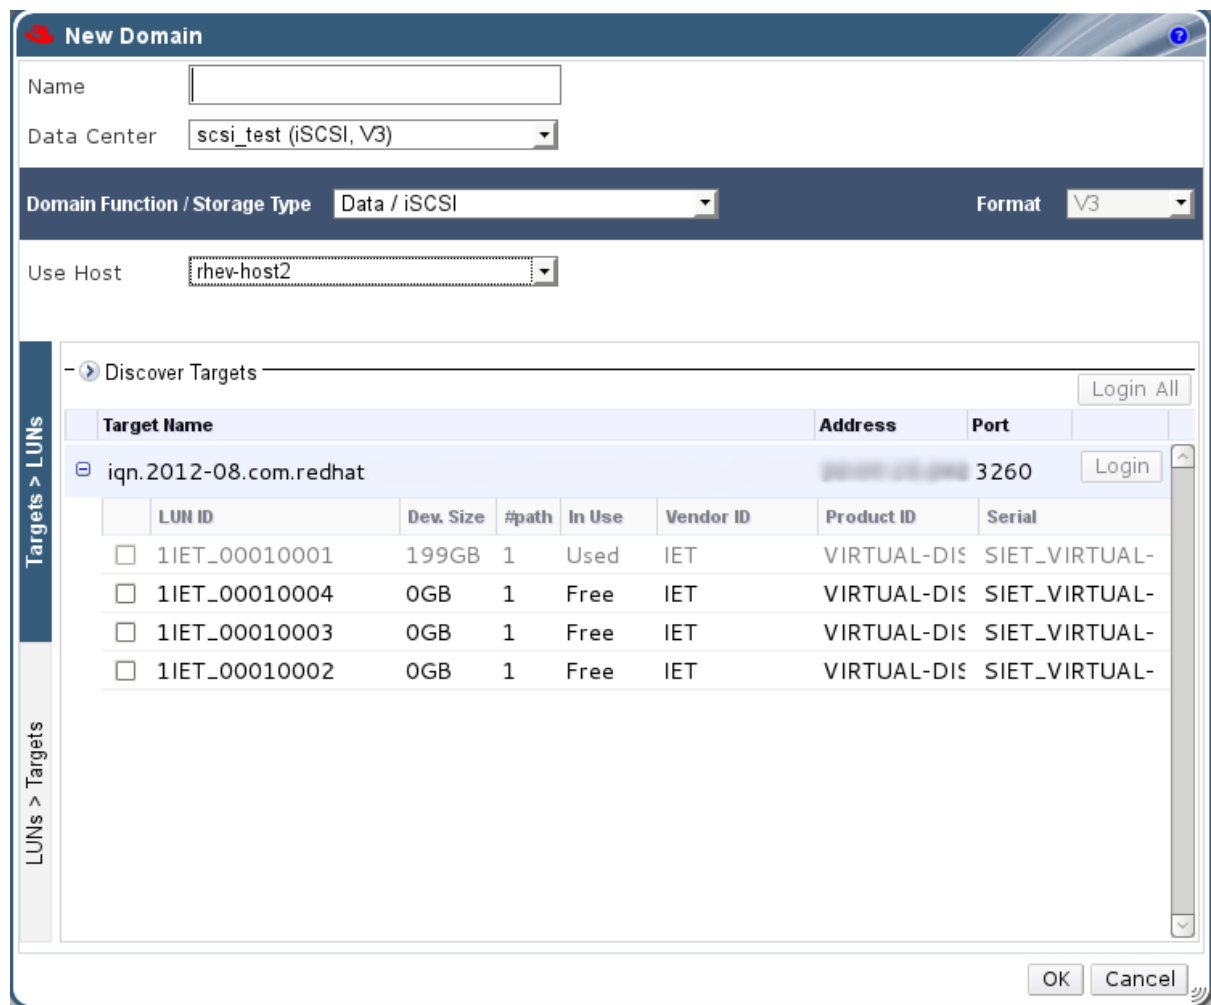 New Domain
Name
Data Center scsi_test (iSCSI, V3)
Domain Function / Storage Type Data / iSCSI Format V3
Use Host rhev-host2
Discover Targets
Login All
Target Name Address Port
iqn.2012-08.com.redhat 3260 Login
LUN ID Dev. Size #path In Use Vendor ID Product ID Serial
1IET_00010001 199GB 1 Used IET VIRTUAL-DIS SIET_VIRTUAL-
1IET_00010004 0GB 1 Free IET VIRTUAL-DIS SIET_VIRTUAL-
1IET_00010003 0GB 1 Free IET VIRTUAL-DIS SIET_VIRTUAL-
1IET_00010002 0GB 1 Free IET VIRTUAL-DIS SIET_VIRTUAL-
Targets > LUNs
LUNs > Targets
OK Cancel